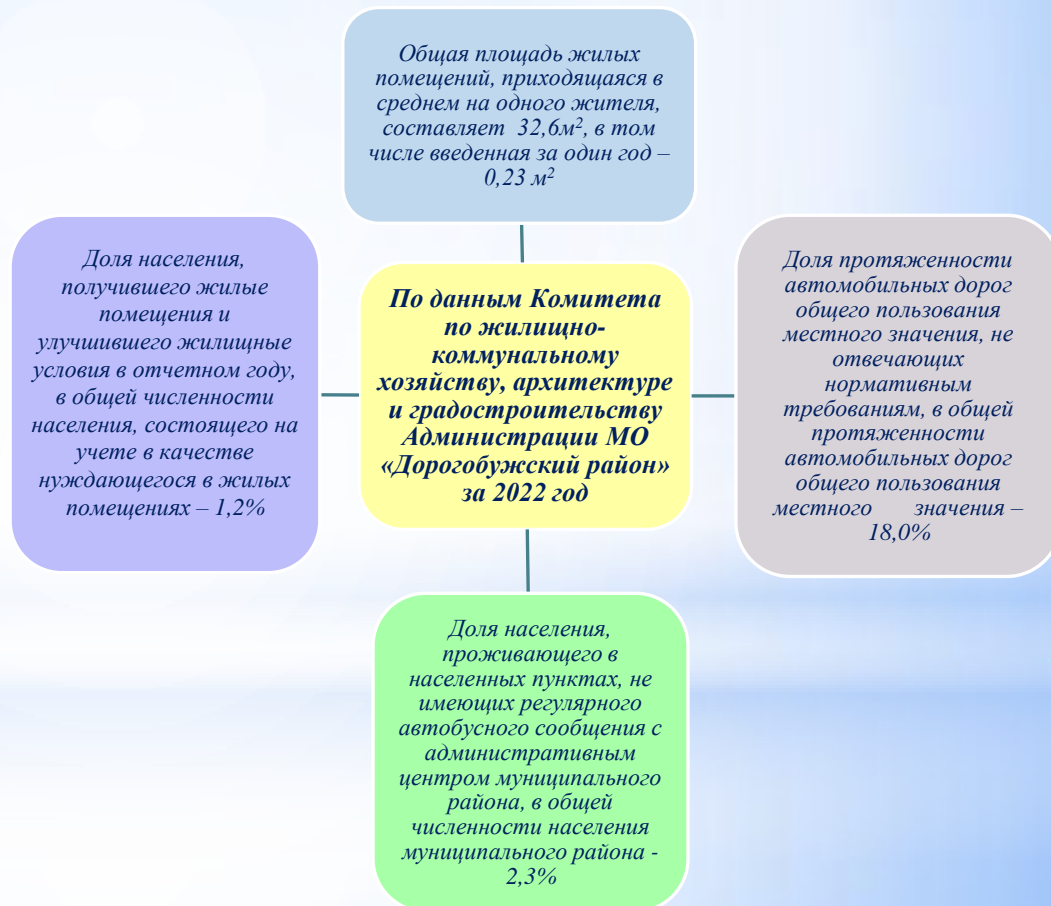 Общая площадь жилых
помещений, приходящаяся в
среднем на одного жителя,
составляет 32,6м², в том
числе введенная за один год –
0,23 м²
Доля населения,
получившего жилые
помещения и
улучшившего жилищные
условия в отчетном году,
в общей численности
населения, состоящего на
учете в качестве
нуждающегося в жилых
помещениях – 1,2%
По данным Комитета
по жилищно-
коммунальному
хозяйству, архитектуре
и градостроительству
Администрации МО
«Дорогобужский район»
за 2022 год
Доля протяженности
автомобильных дорог
общего пользования
местного значения, не
отвечающих
нормативным
требованиям, в общей
протяженности
автомобильных дорог
общего пользования
местного значения –
18,0%
Доля населения,
проживающего в
населенных пунктах, не
имеющих регулярного
автобусного сообщения с
административным
центром муниципального
района, в общей
численности населения
муниципального района -
2,3%